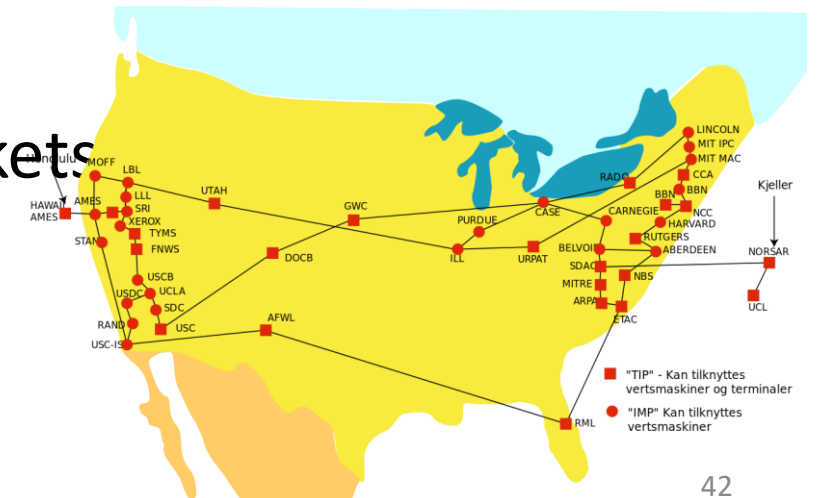 kets
Honolulu
MOFF
LBL
HAWAII
AMES
AMES
LLL
SRI
XEROX
TYMS
STAN
FNWS
USCB
USDC
UCLA
SDC
RAND
USC
USC-IS
UTAH
GWC
DOCB
AFWL
PURDUE
ILL
URPAT
CASE
RADC
LINCOLN
MIT IPC
MIT MAC
CCA
BBN
BBN
NCC
HARVARD
CARNEGIE
RUTGERS
ABERDEEN
BELVOIR
SDAC
NBS
MITRE
ARPA
ETAC
RML
Kjeller
NORSAR
UCL
"TIP" - Kan tilknyttes
vertsmaskiner og terminaler
"IMP" Kan tilknyttes
vertsmaskiner
42